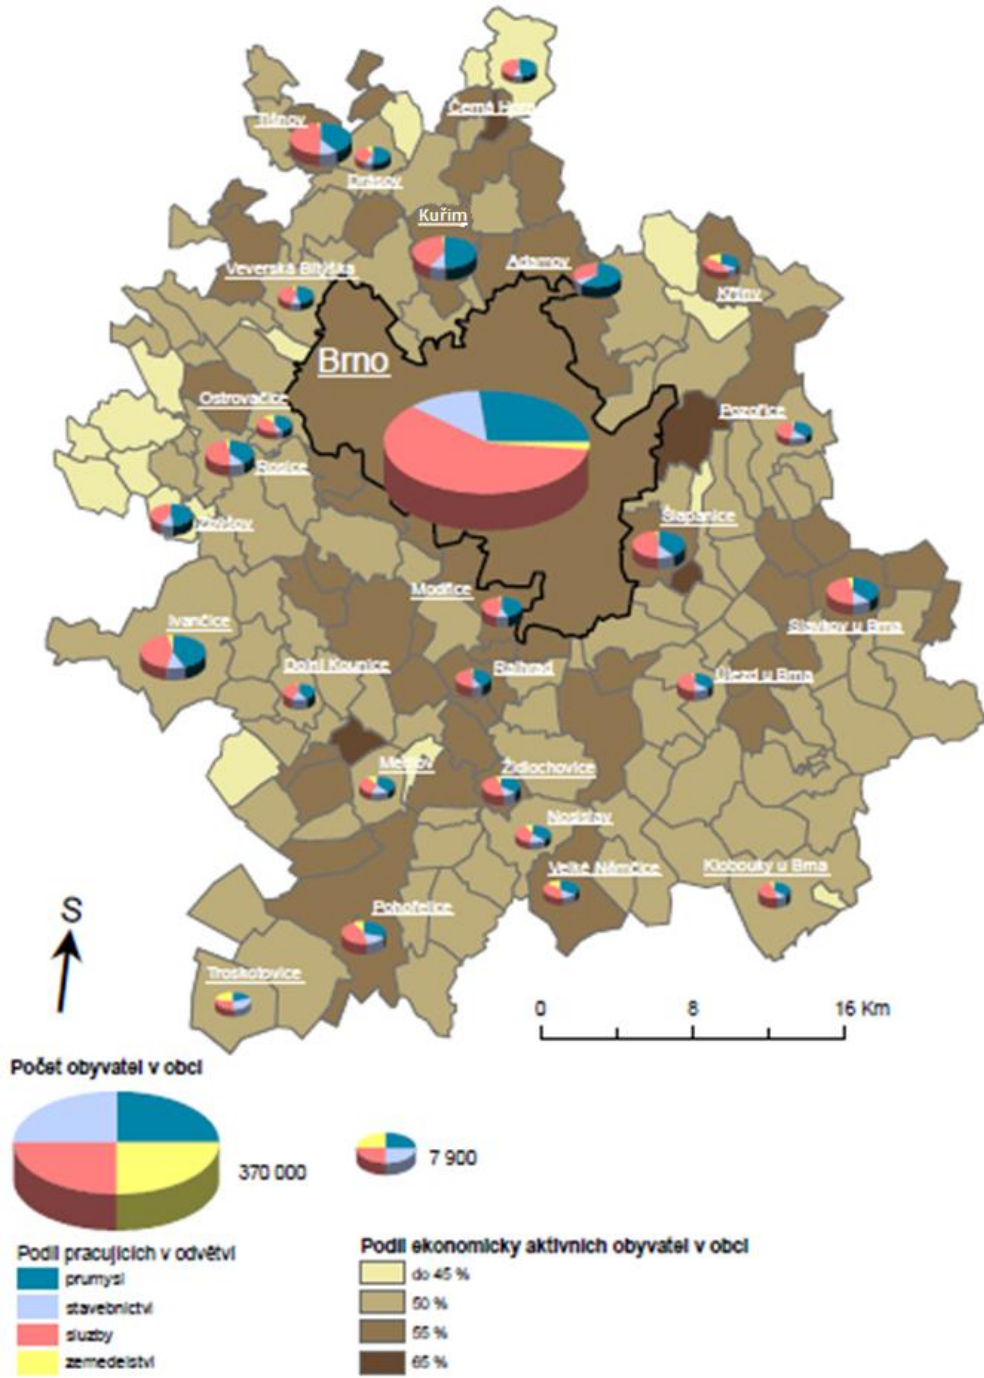 Černá Hora
Tišnov
Drásov
Kuřim
Veverská Bitýška
Adamov
Křtiny
Brno
Ostrovačice
Pozořice
Rosice
Zbýšov
Šlapanice
Modřice
Ivančice
Slavkov u Brna
Dolní Kounice
Rajhrad
Újezd u Brna
Medlov
Židlochovice
Nosislav
Velké Němčice
Klobouky u Brna
Pohořelice
Troskotovice
S
0 8 16 Km
Počet obyvatel v obci
370 000
7 900
Podíl pracujících v odvětví
prumysl
stavebnictvi
sluzby
zemedelstvi
Podíl ekonomicky aktivních obyvatel v obci
do 45 %
50 %
55 %
65 %